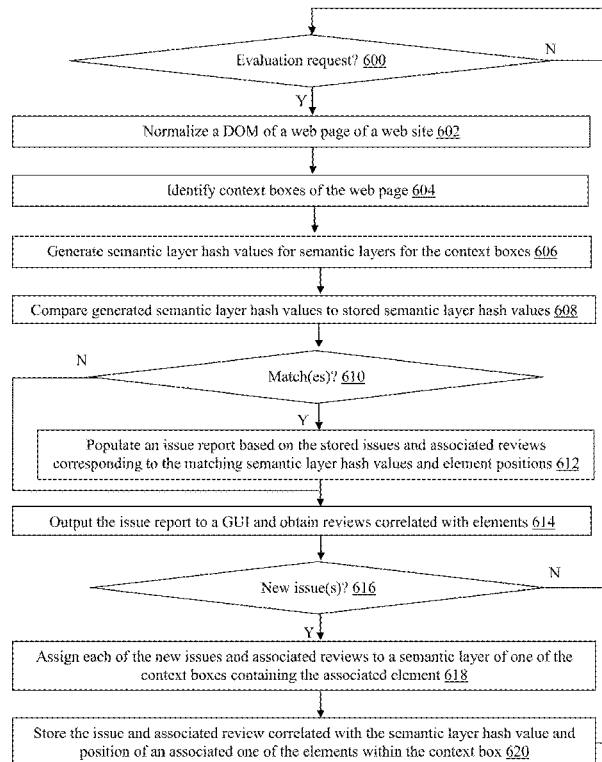 Evaluation request? 600
N
Y
Normalize a DOM of a web page of a web site 602
Identify context boxes of the web page 604
Generate semantic layer hash values for semantic layers for the context boxes 606
Compare generated semantic layer hash values to stored semantic layer hash values 608
N
Match(es)? 610
Y
Populate an issue report based on the stored issues and associated reviews
corresponding to the matching semantic layer hash values and element positions 612
Output the issue report to a GUI and obtain reviews correlated with elements 614
New issue(s)? 616
N
Y
Assign each of the new issues and associated reviews to a semantic layer of one of the
context boxes containing the associated element 618
Store the issue and associated review correlated with the semantic layer hash value and
position of an associated one of the elements within the context box 620